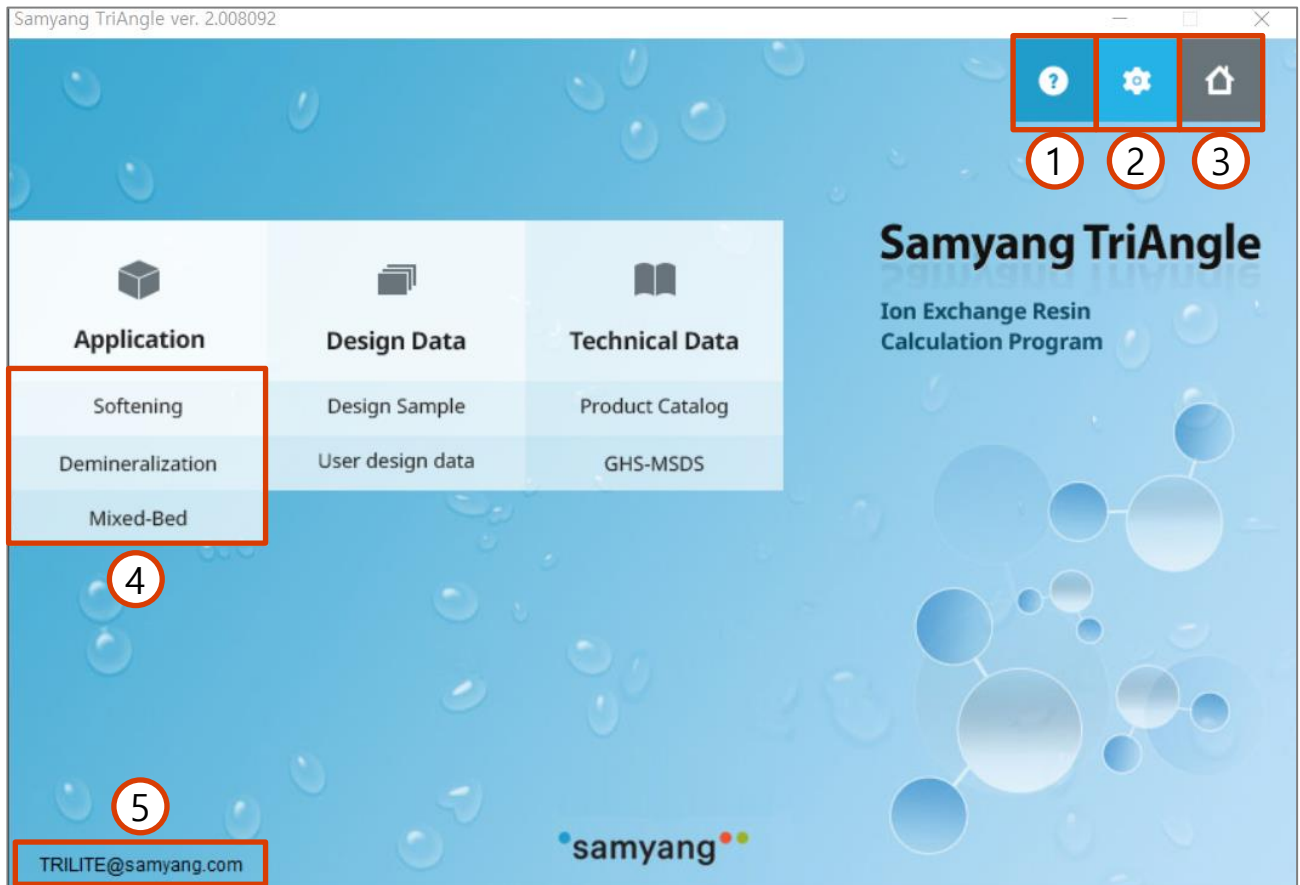 Samyang TriAngle ver. 2.008092
?
1 2 3
Samyang TriAngle
Ion Exchange Resin
Calculation Program
Application
Softening
Demineralization
Mixed-Bed
4
Design Data
Design Sample
User design data
Technical Data
Product Catalog
GHS-MSDS
5
TRILITE@samyang.com
samyang